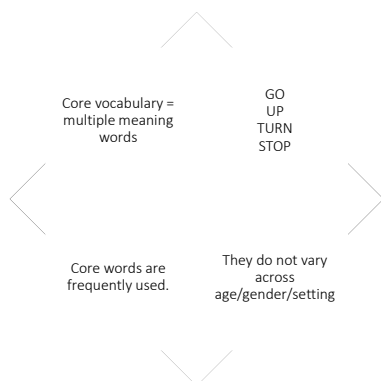 Core vocabulary =
multiple meaning
words
GO
UP
TURN
STOP
Core words are
frequently used.
They do not vary
across
age/gender/setting